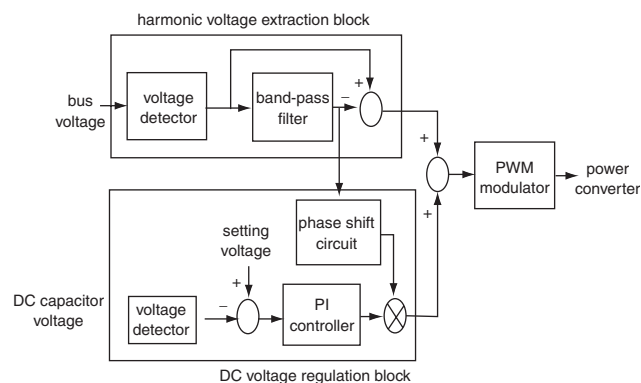 harmonic voltage extraction block
bus
voltage
voltage
detector
band-pass
filter
+
−
+
+
PWM
modulator
power
converter
phase shift
circuit
setting
voltage
+
−
DC capacitor
voltage
voltage
detector
PI
controller
DC voltage regulation block